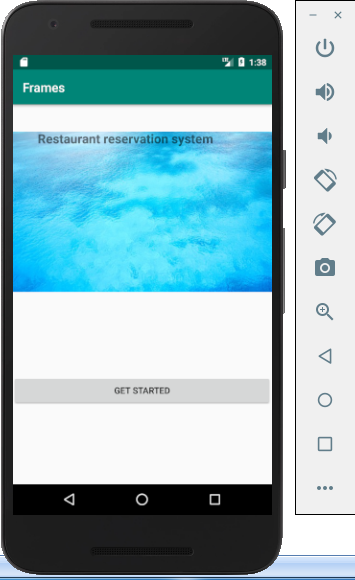 1:38
Frames
Restaurant reservation system
GET STARTED